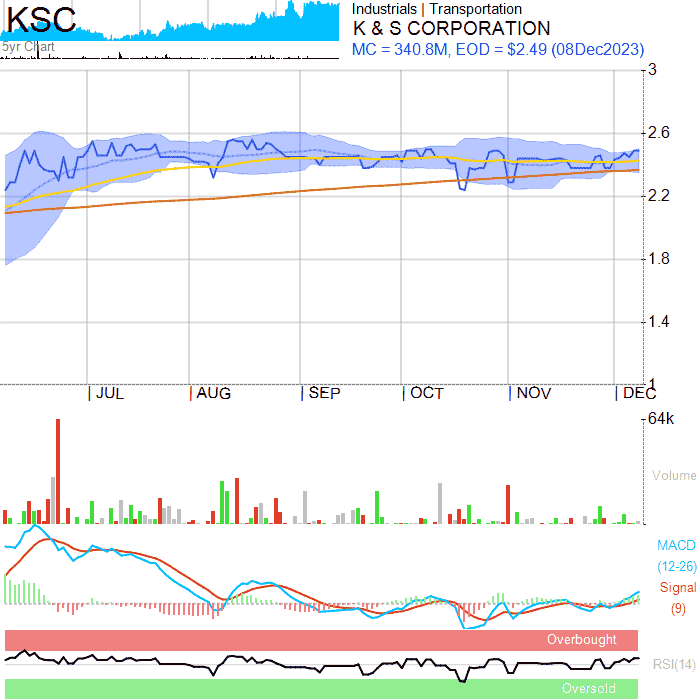 KSC
5yr Chart
Industrials | Transportation
K & S CORPORATION
MC = 340.8M, EOD = $2.49 (08Dec2023)
3
2.6
2.2
1.8
1.4
1
JUL AUG SEP OCT NOV DEC
64k
Volume
MACD
(12-26)
Signal
(9)
Overbought
RSI(14)
Oversold